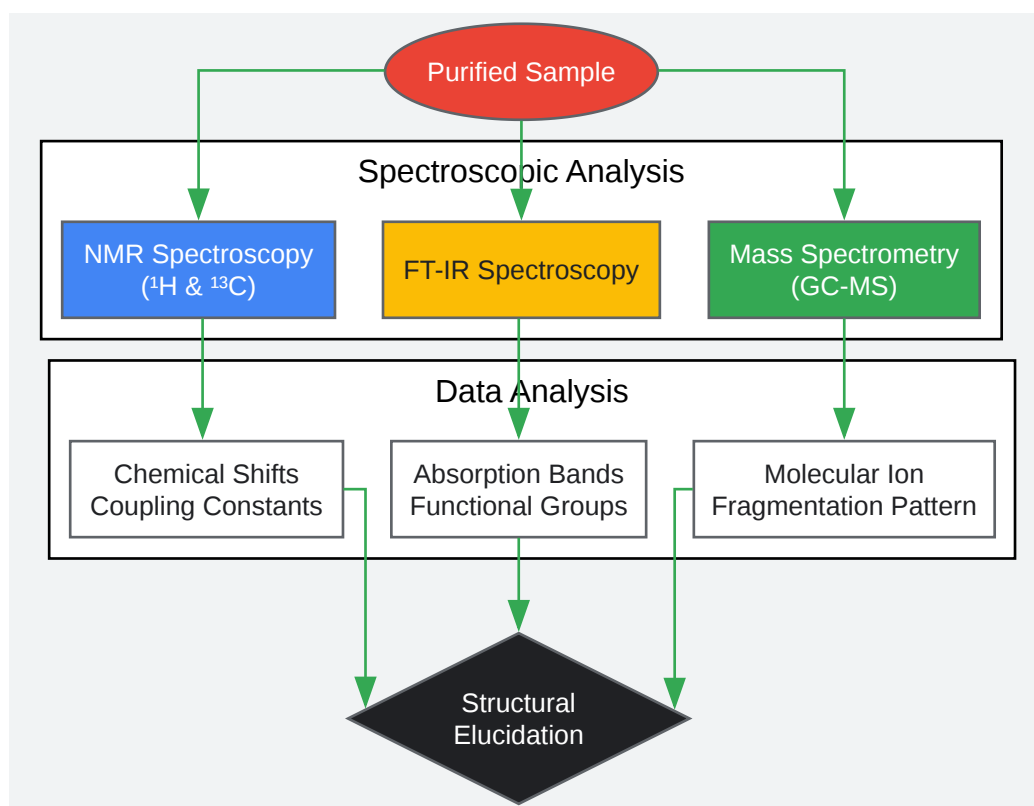 Purified Sample
Spectroscopic Analysis
NMR Spectroscopy
(¹H & ¹³C)
FT-IR Spectroscopy
Mass Spectrometry
(GC-MS)
Data Analysis
Chemical Shifts
Coupling Constants
Absorption Bands
Functional Groups
Molecular Ion
Fragmentation Pattern
Structural
Elucidation